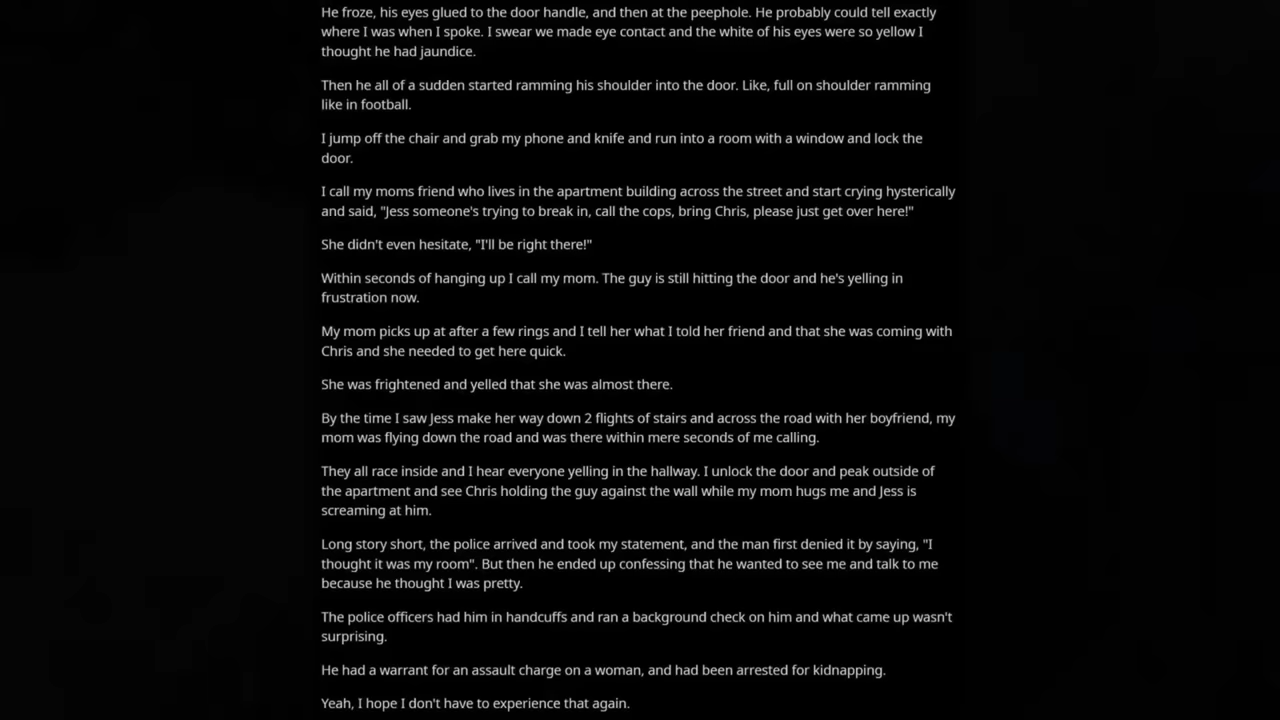 He froze, his eyes glued to the door handle, and then at the peephole. He probably could tell exactly
where I was when I spoke. I swear we made eye contact and the white of his eyes were so yellow I
thought he had jaundice.
Then he all of a sudden started ramming his shoulder into the door. Like, full on shoulder ramming
like in football.
I jump off the chair and grab my phone and knife and run into a room with a window and lock the
door.
I call my moms friend who lives in the apartment building across the street and start crying hysterically
and said, "Jess someone's trying to break in, call the cops, bring Chris, please just get over here!"
She didn't even hesitate, "I'll be right there!"
Within seconds of hanging up I call my mom. The guy is still hitting the door and he's yelling in
frustration now.
My mom picks up at after a few rings and I tell her what I told her friend and that she was coming with
Chris and she needed to get here quick.
She was frightened and yelled that she was almost there.
By the time I saw Jess make her way down 2 flights of stairs and across the road with her boyfriend, my
mom was flying down the road and was there within mere seconds of me calling.
They all race inside and I hear everyone yelling in the hallway. I unlock the door and peak outside of
the apartment and see Chris holding the guy against the wall while my mom hugs me and Jess is
screaming at him.
Long story short, the police arrived and took my statement, and the man first denied it by saying, "I
thought it was my room". But then he ended up confessing that he wanted to see me and talk to me
because he thought I was pretty.
The police officers had him in handcuffs and ran a background check on him and what came up wasn't
surprising.
He had a warrant for an assault charge on a woman, and had been arrested for kidnapping.
Yeah, I hope I don't have to experience that again.